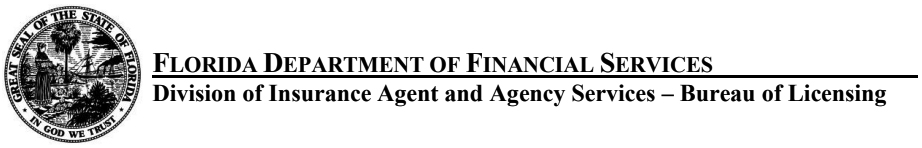 GREAT SEAL OF THE STATE OF FLORIDA
IN GOD WE TRUST
FLORIDA DEPARTMENT OF FINANCIAL SERVICES
Division of Insurance Agent and Agency Services – Bureau of Licensing